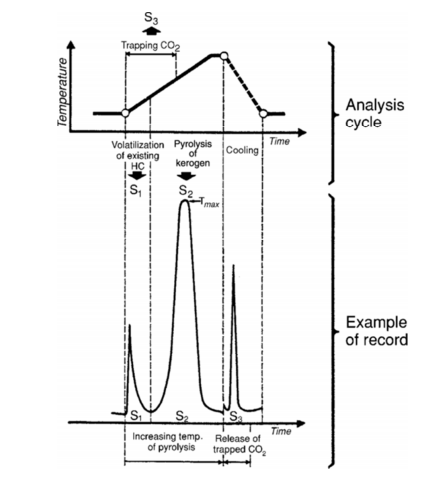 S3
Trapping CO2
Temperature
Time
Analysis
cycle
Volatilization
of existing
HC
Pyrolysis
of
kerogen
Cooling
S1
S2
Tmax
Example
of record
S1
S2
S3
Time
Increasing temp.
of pyrolysis
Release of
trapped CO2